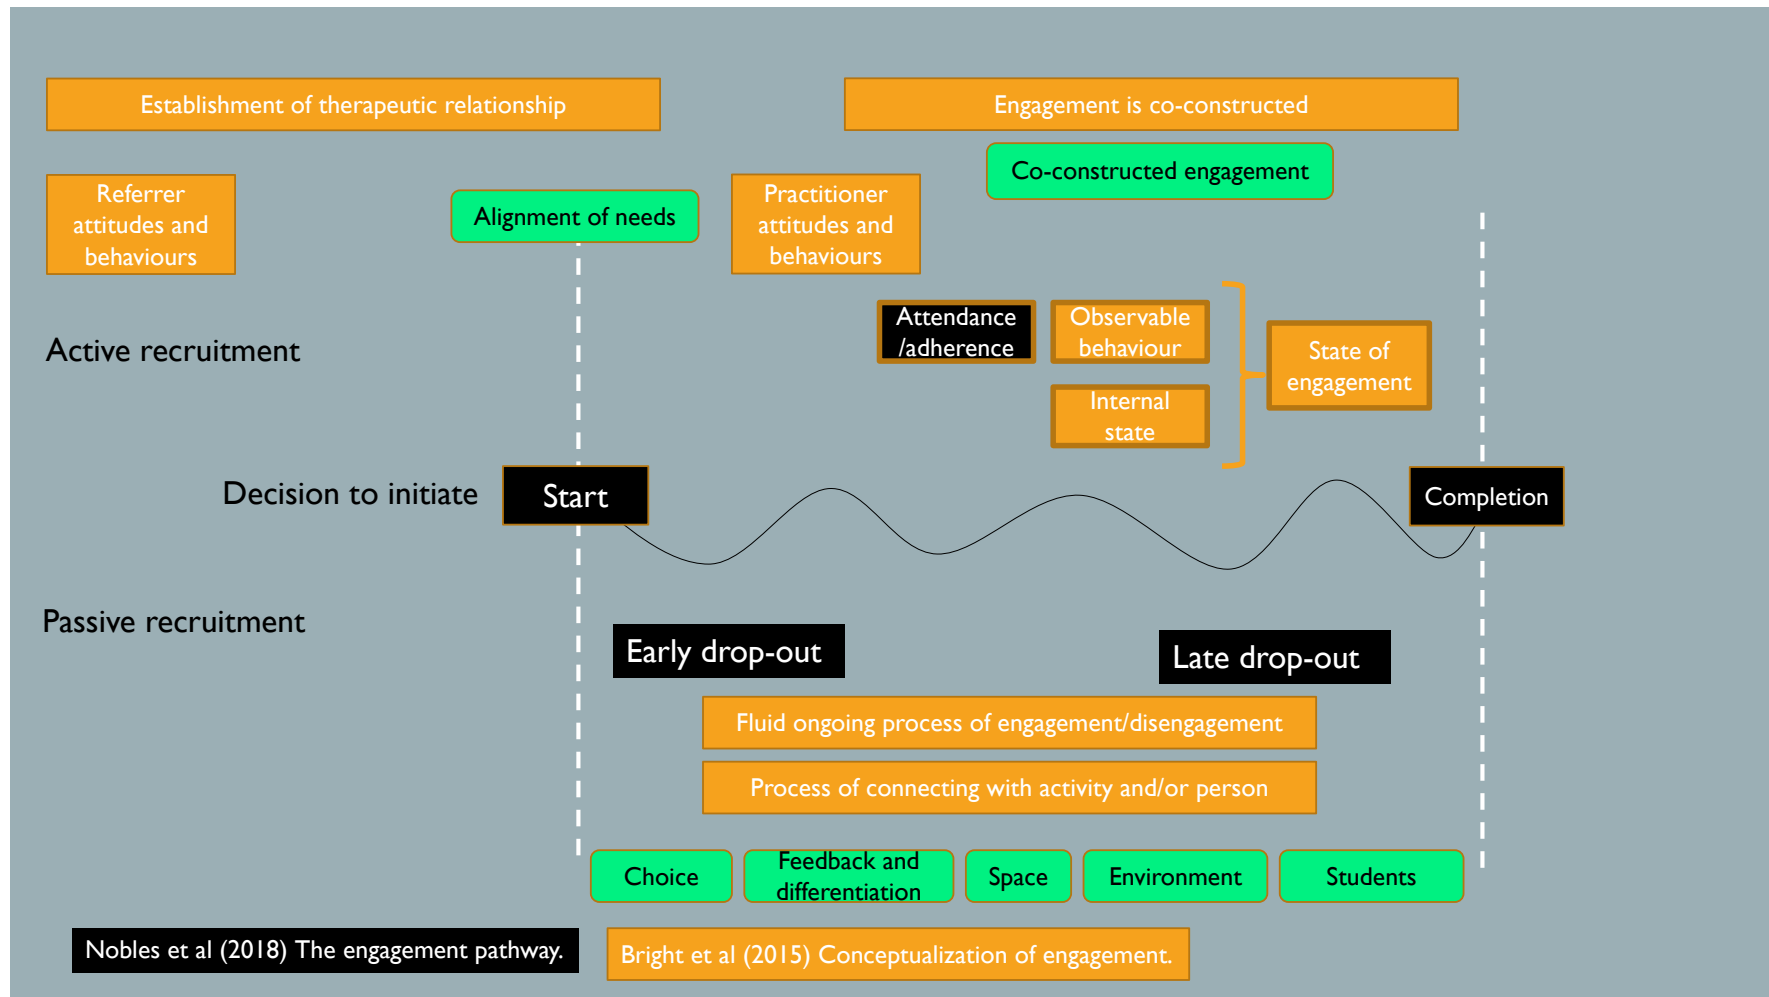 Establishment of therapeutic relationship
Engagement is co-constructed
Co-constructed engagement
Referrer
attitudes and
behaviours
Alignment of needs
Practitioner
attitudes and
behaviours
Attendance
/adherence
Observable
behaviour
State of
engagement
Active recruitment
Internal
state
Decision to initiate
Start
Completion
Passive recruitment
Early drop-out
Late drop-out
Fluid ongoing process of engagement/disengagement
Process of connecting with activity and/or person
Choice
Feedback and
differentiation
Space
Environment
Students
Nobles et al (2018) The engagement pathway.
Bright et al (2015) Conceptualization of engagement.